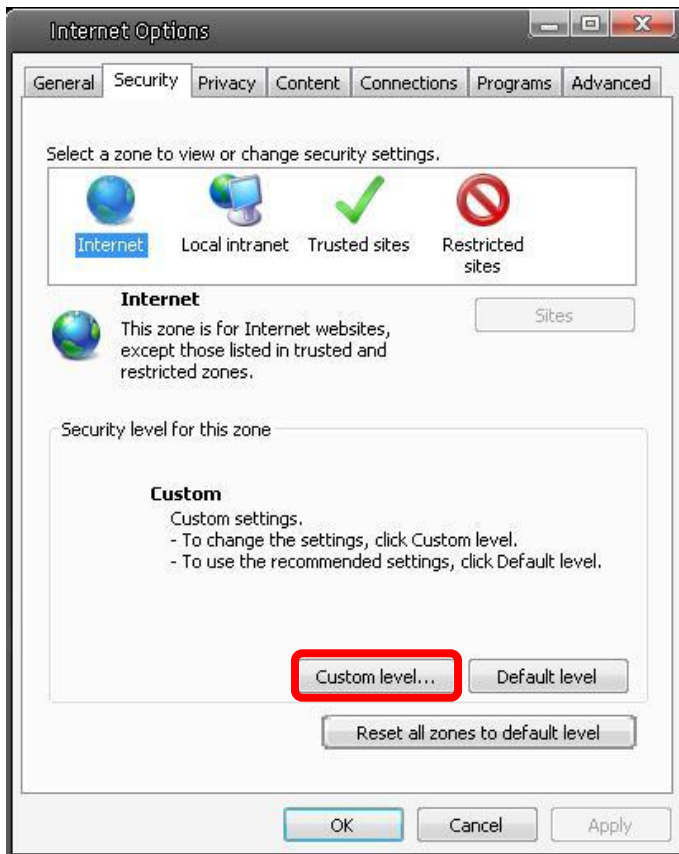 Internet Options
General Security Privacy Content Connections Programs Advanced
Select a zone to view or change security settings.
Internet Local intranet Trusted sites Restricted sites
Internet
Sites
This zone is for Internet websites,
except those listed in trusted and
restricted zones.
Security level for this zone
Custom
Custom settings.
- To change the settings, click Custom level.
- To use the recommended settings, click Default level.
Custom level... Default level
Reset all zones to default level
OK Cancel Apply